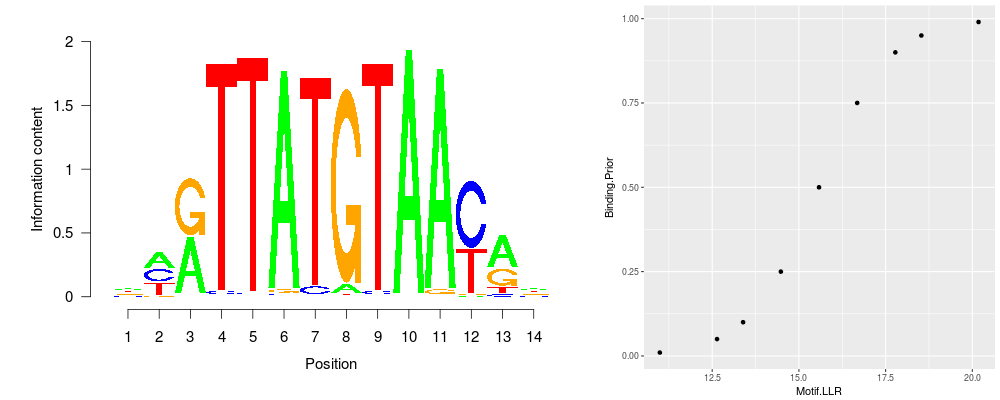 Information content
2
1.5
1
0.5
0
A C T
G A
T
T
A
T C
G A
T
A
A
C T
A G T
1 2 3 4 5 6 7 8 9 10 11 12 13 14
Position
Binding.Prior
1.00
0.75
0.50
0.25
0.00
12.5 15.0 17.5 20.0
Motif.LLR